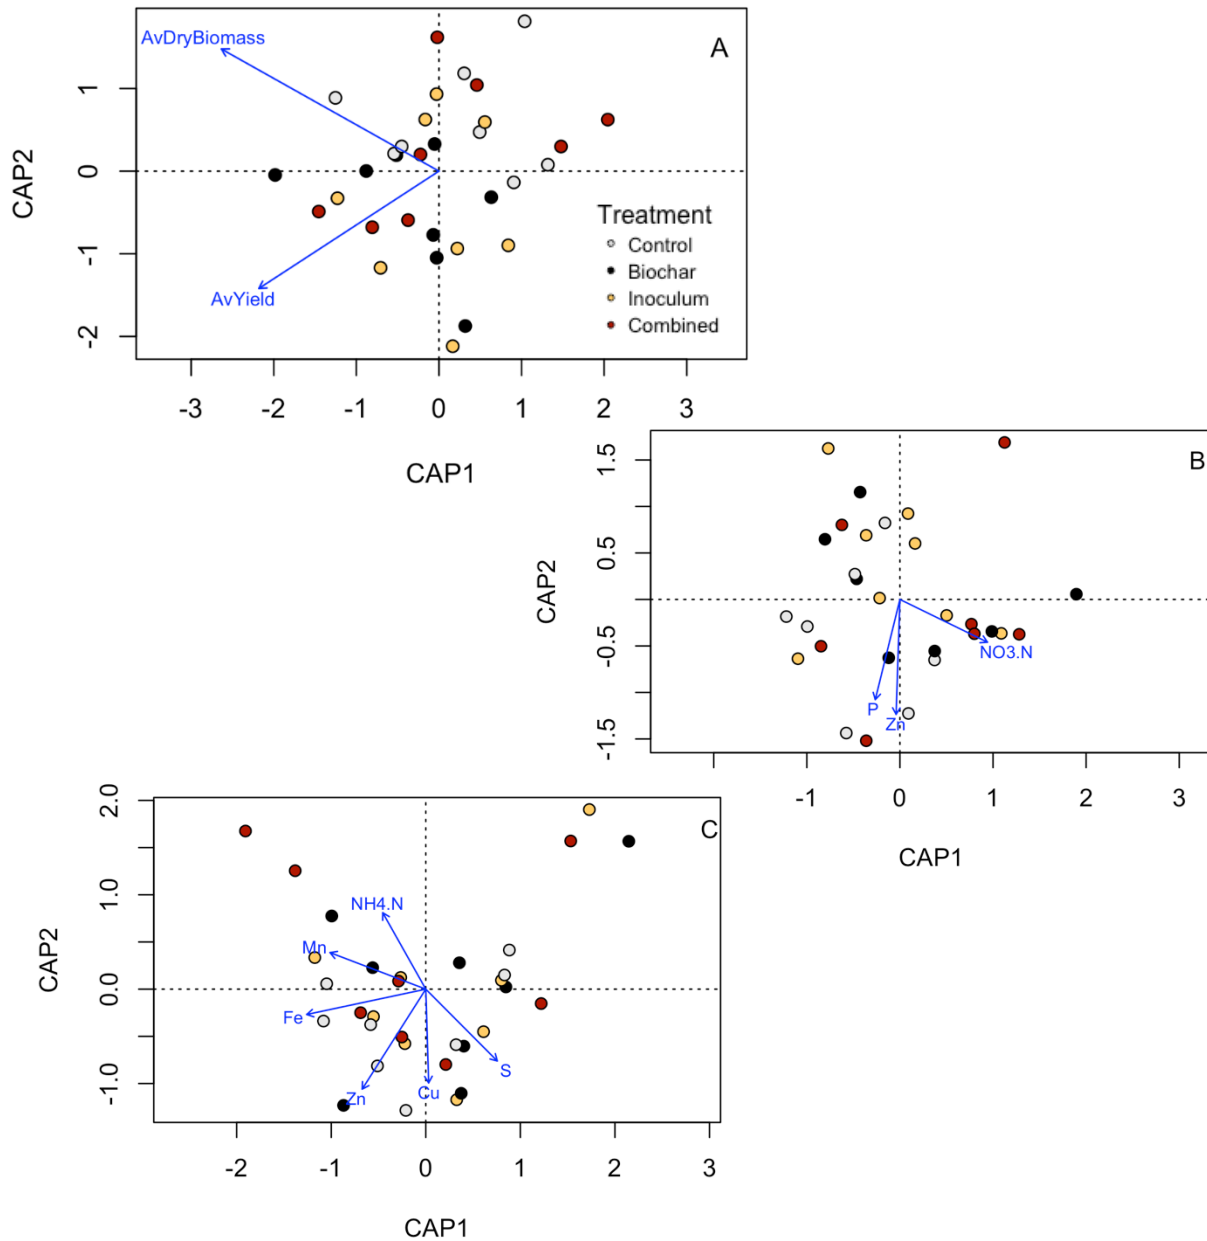 A
AvDryBiomass
CAP2
1
0
-1
-2
AvYield
Treatment
Control
Biochar
Inoculum
Combined
-3 -2 -1 0 1 2 3
CAP1
B
CAP2
1.5
0.5
-0.5
-1.5
NO3.N
P
Zn
-1 0 1 2 3
CAP1
C
CAP2
2.0
1.0
0.0
-1.0
NH4.N
Mn
Fe
Zn
Cu
S
-2 -1 0 1 2 3
CAP1